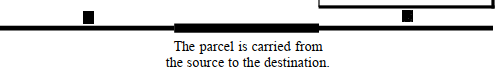 The parcel is carried from
the source to the destination.